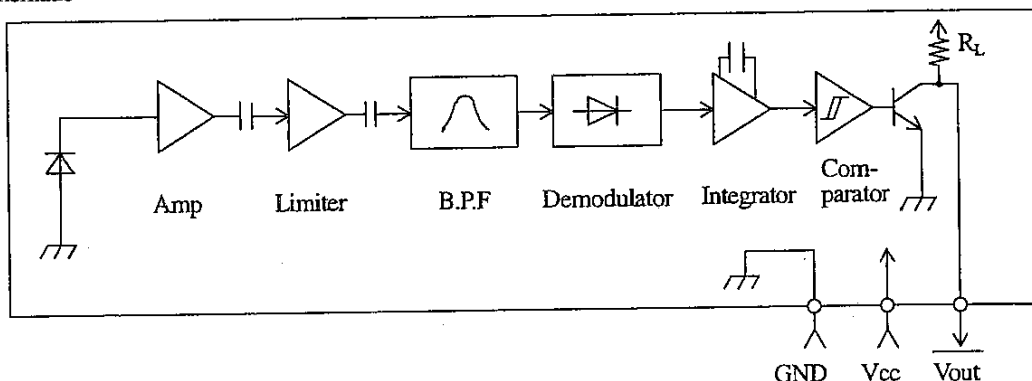 R_L
Amp
Limiter
B.P.F
Demodulator
Integrator
Com-
parator
GND
Vcc
Vout